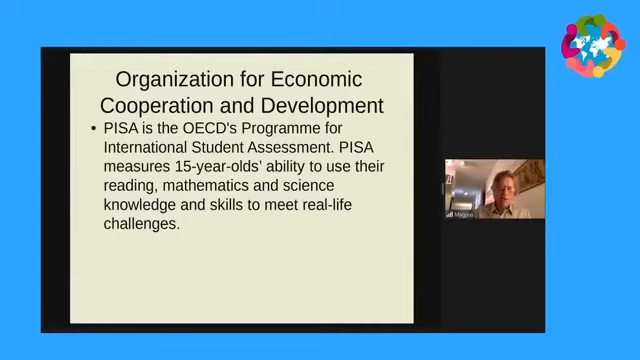 Organization for Economic
Cooperation and Development
• PISA is the OECD's Programme for
International Student Assessment. PISA
measures 15-year-olds’ ability to use their
reading, mathematics and science
knowledge and skills to meet real-life
challenges.
Magnus